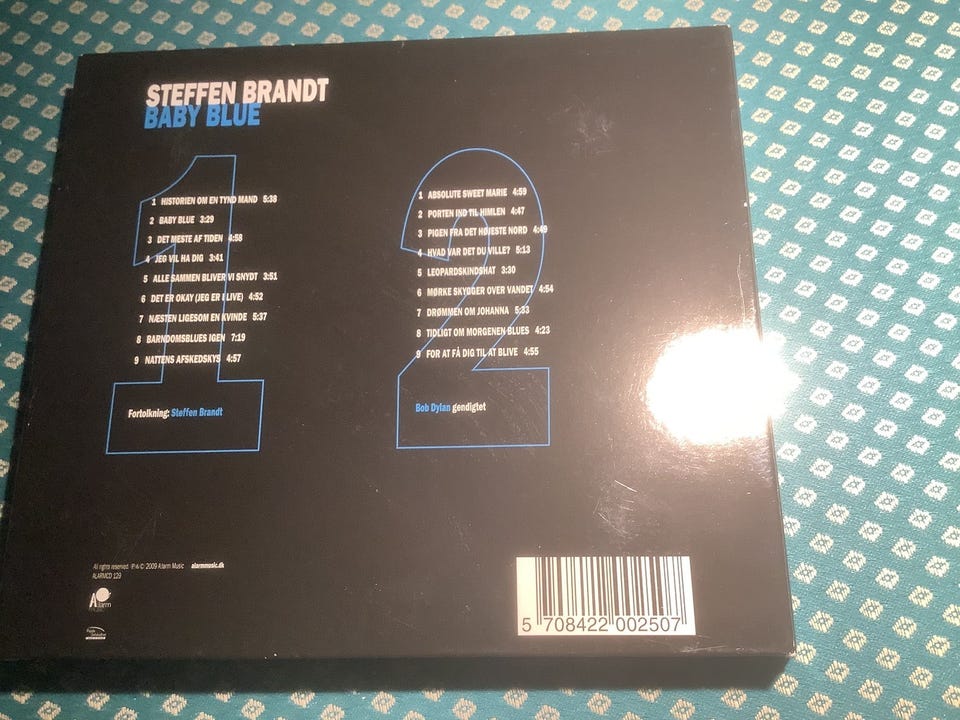 STEFFEN BRANDT
BABY BLUE
1 HISTORIEN OM EN TYND MAND 5:38
2 BABY BLUE 3:29
3 DET MESTE AF TIDEN 4:58
4 JEG VIL HA DIG 3:41
5 ALLE SAMMEN BLIVER VI SNYDT 3:51
6 DET ER OKAY (JEG ER I LIVE) 4:52
7 NÆSTEN LIGESOM EN KVINDE 5:37
8 BARNDOMSBLUES IGEN 7:19
9 NATTENS AFSKEDSKYS 4:57
Fortolkning: Steffen Brandt
1 ABSOLUTE SWEET MARIE 4:59
2 PORTEN IND TIL HIMLEN 4:47
3 PIGEN FRA DET HØJESTE NORD 4:49
4 HVAD VAR DET DU VILLE? 5:13
5 LEOPARDSKINDSHAT 3:30
6 MØRKE SKYGGER OVER VANDET 4:54
7 DRØMMEN OM JOHANNA 5:33
8 TIDLIGT OM MORGENEN BLUES 4:23
9 FOR AT FÅ DIG TIL AT BLIVE 4:55
Bob Dylan gendigtet
1
2
All rights reserved. ℗ & © 2009 Alarm Music alarmmusic.dk
ALARMCD 129
Alarm
5 708422 002507